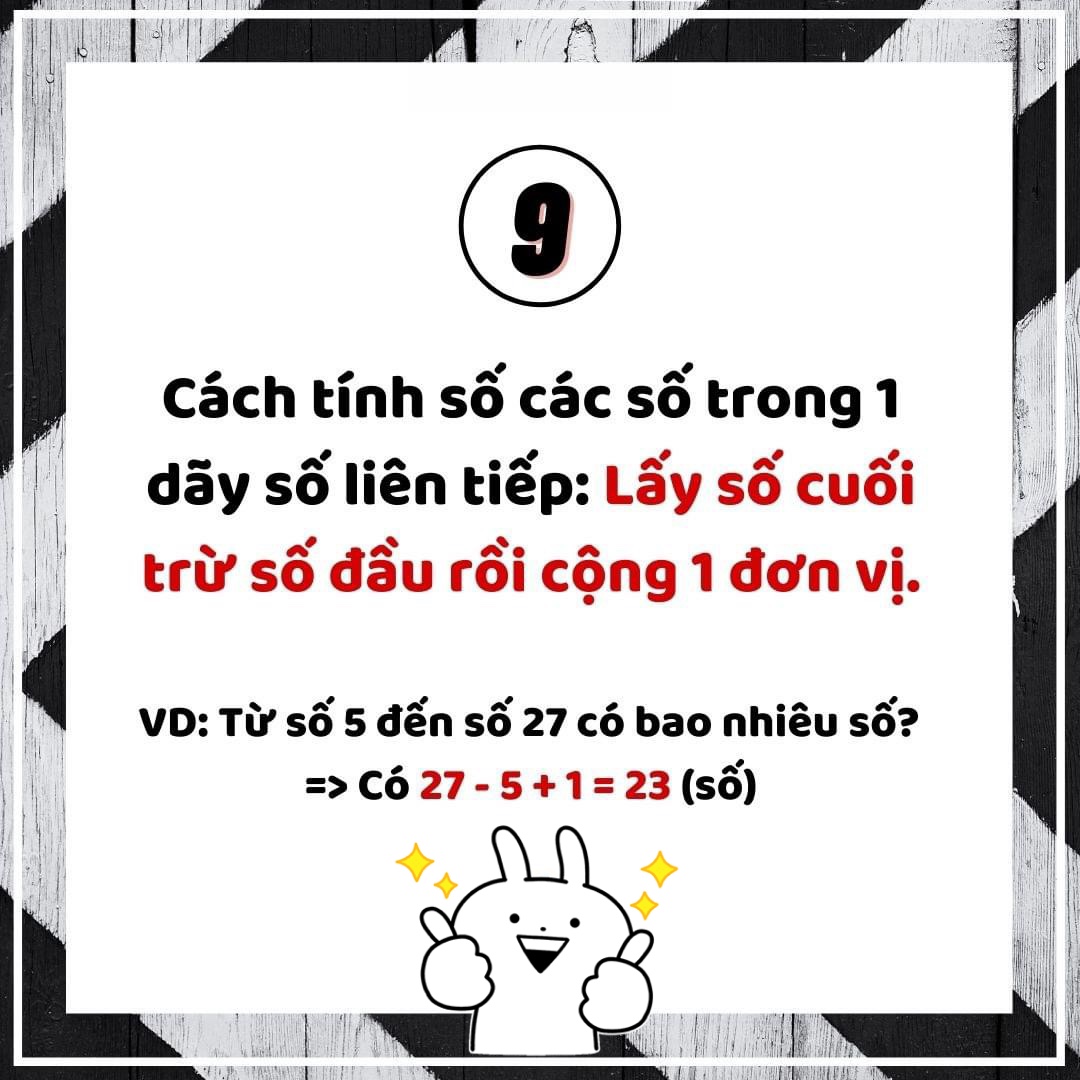 9
Cách tính số các số trong 1
dãy số liên tiếp: Lấy số cuối
trừ số đầu rồi cộng 1 đơn vị.
VD: Từ số 5 đến số 27 có bao nhiêu số?
=> Có 27 - 5 + 1 = 23 (số)